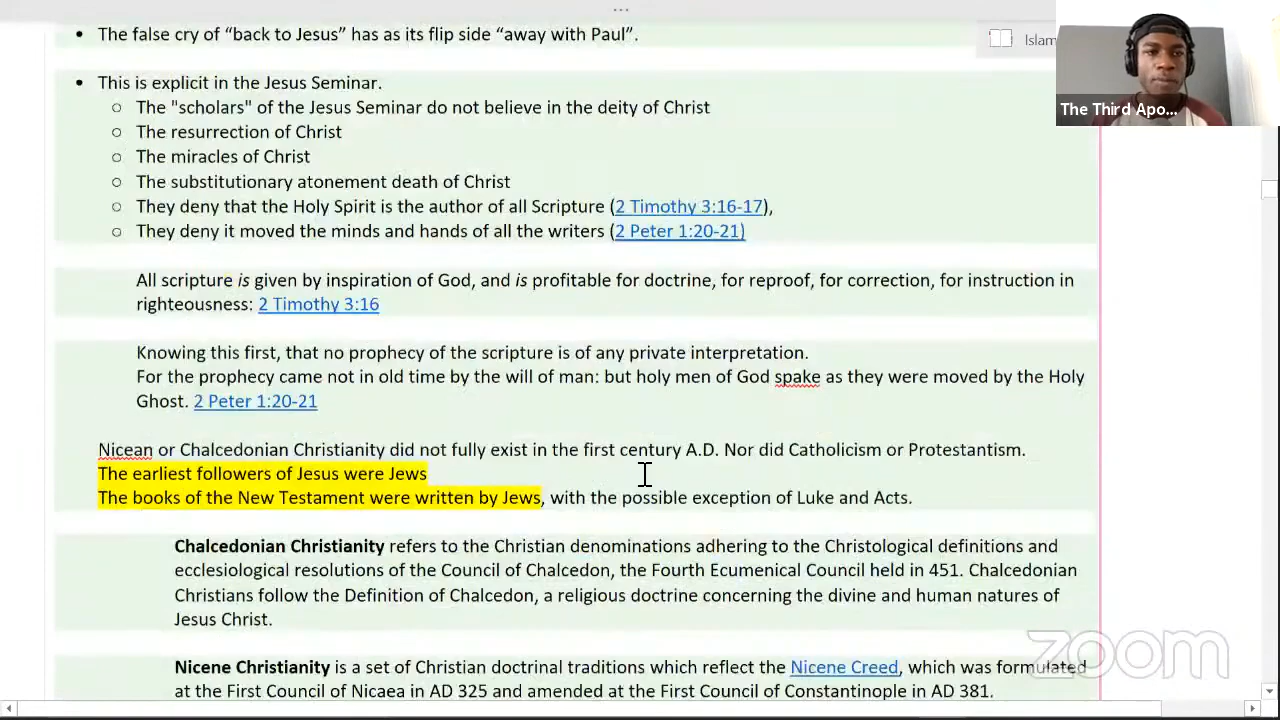 The false cry of “back to Jesus” has as its flip side “away with Paul”.
Islam
The Third Apo...
This is explicit in the Jesus Seminar.
The "scholars" of the Jesus Seminar do not believe in the deity of Christ
The resurrection of Christ
The miracles of Christ
The substitutionary atonement death of Christ
They deny that the Holy Spirit is the author of all Scripture (2 Timothy 3:16-17),
They deny it moved the minds and hands of all the writers (2 Peter 1:20-21)
All scripture is given by inspiration of God, and is profitable for doctrine, for reproof, for correction, for instruction in
righteousness: 2 Timothy 3:16
Knowing this first, that no prophecy of the scripture is of any private interpretation.
For the prophecy came not in old time by the will of man: but holy men of God spake as they were moved by the Holy
Ghost. 2 Peter 1:20-21
Nicean or Chalcedonian Christianity did not fully exist in the first century A.D. Nor did Catholicism or Protestantism.
The earliest followers of Jesus were Jews
The books of the New Testament were written by Jews, with the possible exception of Luke and Acts.
Chalcedonian Christianity refers to the Christian denominations adhering to the Christological definitions and
ecclesiological resolutions of the Council of Chalcedon, the Fourth Ecumenical Council held in 451. Chalcedonian
Christians follow the Definition of Chalcedon, a religious doctrine concerning the divine and human natures of
Jesus Christ.
Nicene Christianity is a set of Christian doctrinal traditions which reflect the Nicene Creed, which was formulated
at the First Council of Nicaea in AD 325 and amended at the First Council of Constantinople in AD 381.
zoom